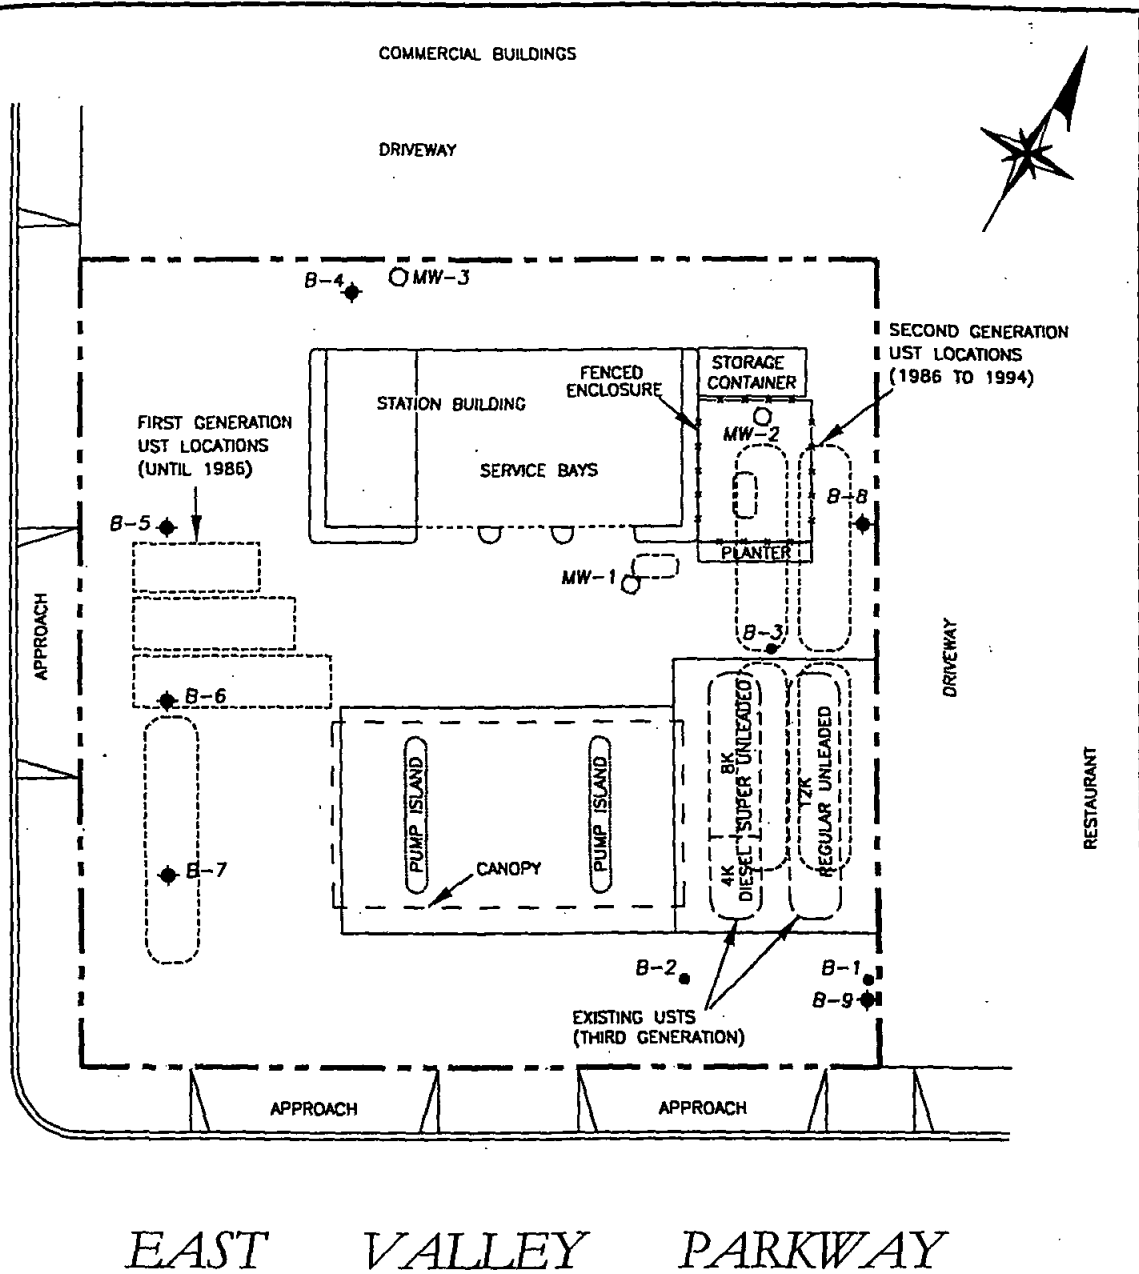 COMMERCIAL BUILDINGS
DRIVEWAY
B-4
MW-3
SECOND GENERATION
UST LOCATIONS
(1986 TO 1994)
STORAGE
CONTAINER
FENCED
ENCLOSURE
STATION BUILDING
FIRST GENERATION
UST LOCATIONS
(UNTIL 1986)
MW-2
SERVICE BAYS
B-8
B-5
PLANTER
MW-1
APPROACH
B-3
DRIVEWAY
B-6
8K
SUPER UNLEADED
12K
REGULAR UNLEADED
PUMP ISLAND
PUMP ISLAND
RESTAURANT
B-7
CANOPY
4K
DIESEL
B-2
B-1
B-9
EXISTING USTS
(THIRD GENERATION)
APPROACH
APPROACH
EAST VALLEY PARKWAY